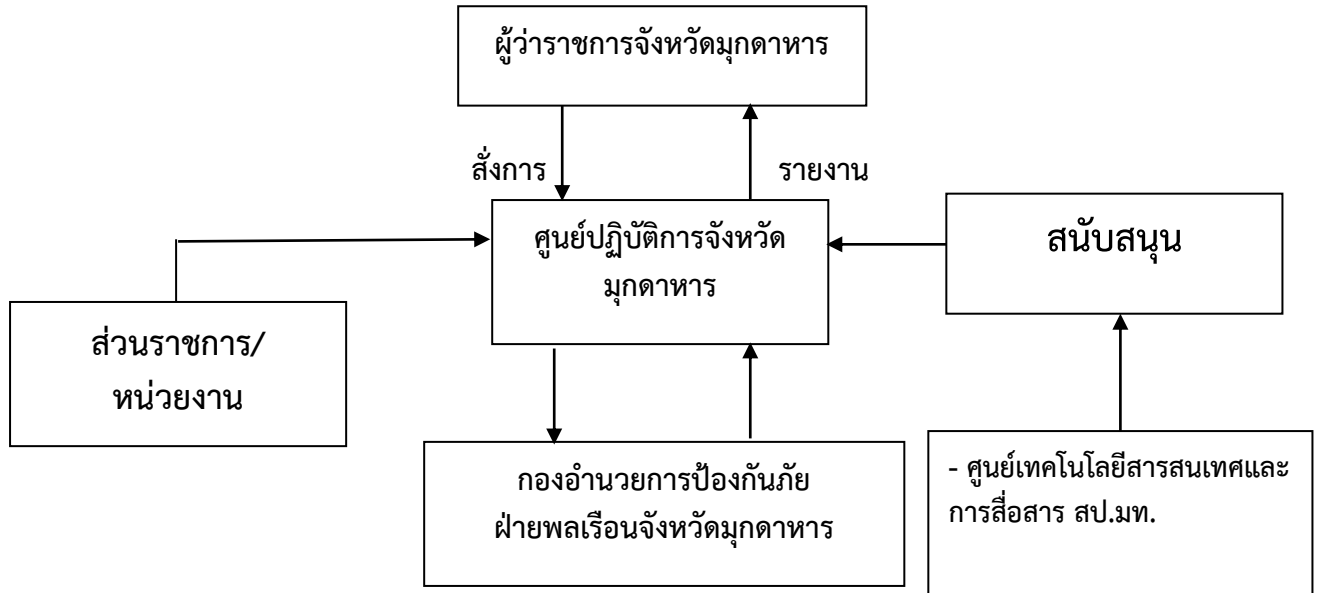 ผู้ว่าราชการจังหวัดมุกดาหาร
สั่งการ
รายงาน
ศูนย์ปฏิบัติการจังหวัด
มุกดาหาร
สนับสนุน
ส่วนราชการ/
หน่วยงาน
กองอำนวยการป้องกันภัย
ฝ่ายพลเรือนจังหวัดมุกดาหาร
- ศูนย์เทคโนโลยีสารสนเทศและ
การสื่อสาร สป.มท.